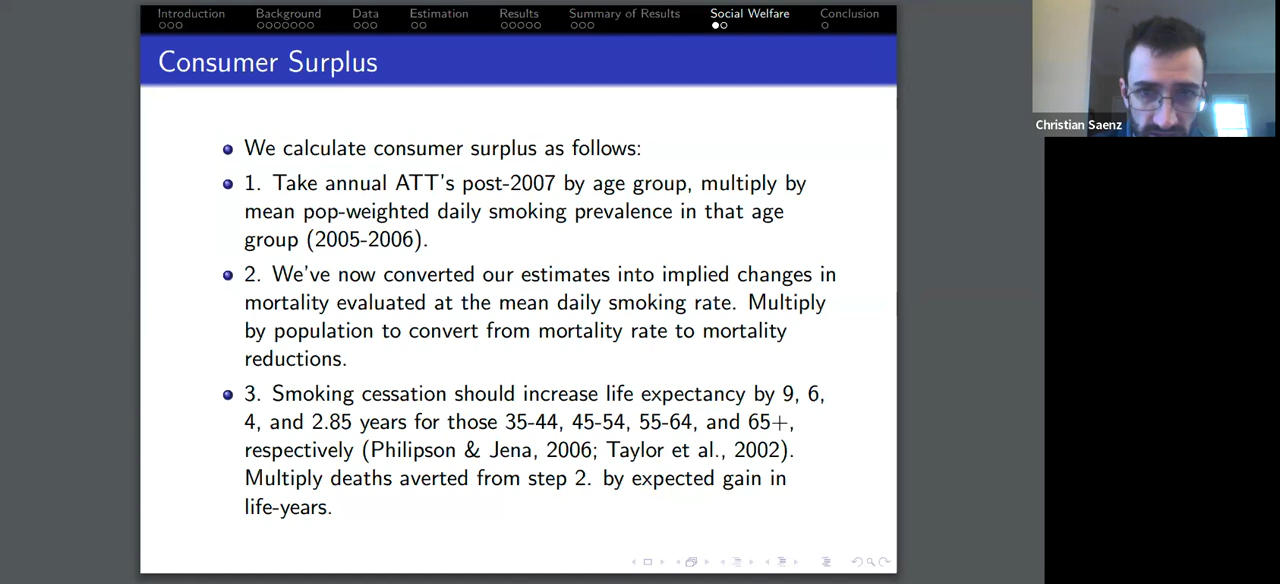 Introduction Background Data Estimation Results Summary of Results Social Welfare Conclusion
Consumer Surplus
We calculate consumer surplus as follows:
1. Take annual ATT's post-2007 by age group, multiply by
mean pop-weighted daily smoking prevalence in that age
group (2005-2006).
2. We've now converted our estimates into implied changes in
mortality evaluated at the mean daily smoking rate. Multiply
by population to convert from mortality rate to mortality
reductions.
3. Smoking cessation should increase life expectancy by 9, 6,
4, and 2.85 years for those 35-44, 45-54, 55-64, and 65+,
respectively (Philipson & Jena, 2006; Taylor et al., 2002).
Multiply deaths averted from step 2. by expected gain in
life-years.
Christian Saenz